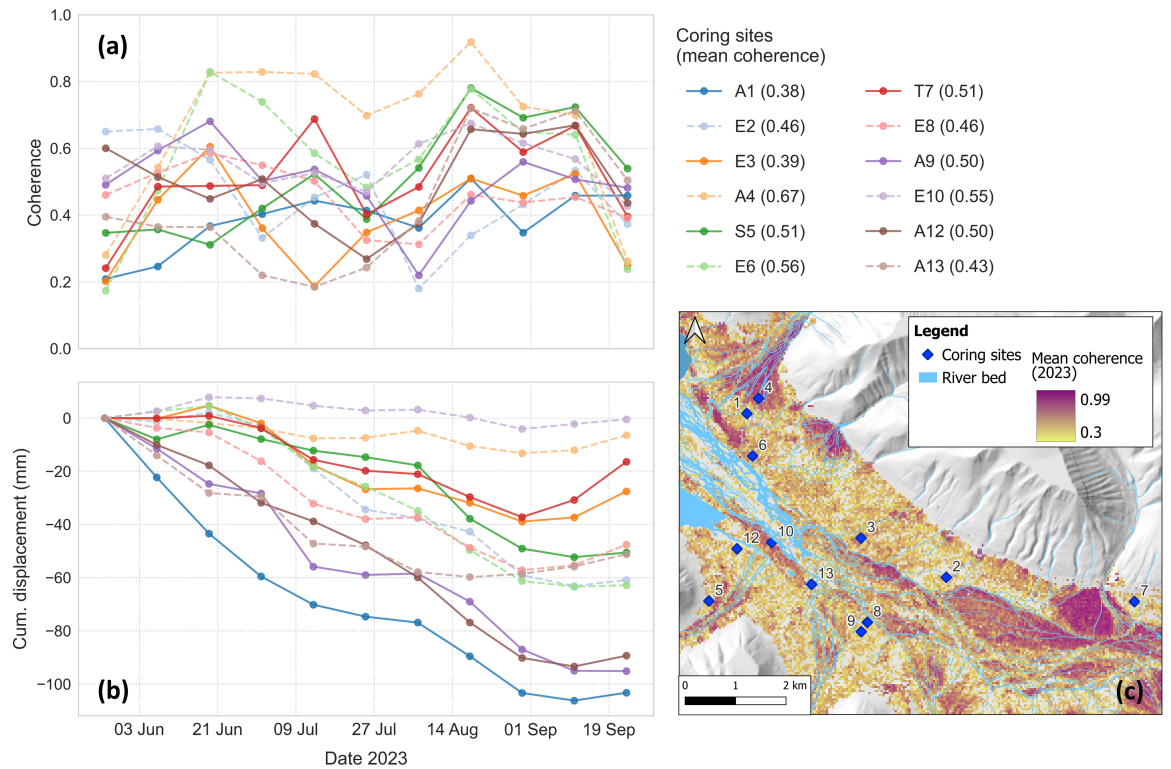 (a)
Coherence
1.0
0.8
0.6
0.4
0.2
0.0
Coring sites
(mean coherence)
A1 (0.38)
E2 (0.46)
E3 (0.39)
A4 (0.67)
S5 (0.51)
E6 (0.56)
T7 (0.51)
E8 (0.46)
A9 (0.50)
E10 (0.55)
A12 (0.50)
A13 (0.43)
(b)
Cum. displacement (mm)
0
−20
−40
−60
−80
−100
03 Jun
21 Jun
09 Jul
27 Jul
14 Aug
01 Sep
19 Sep
Date 2023
Legend
Coring sites
River bed
Mean coherence
(2023)
0.99
0.3
4
1
6
3
10
12
2
13
5
7
8
9
0 1 2 km
(c)